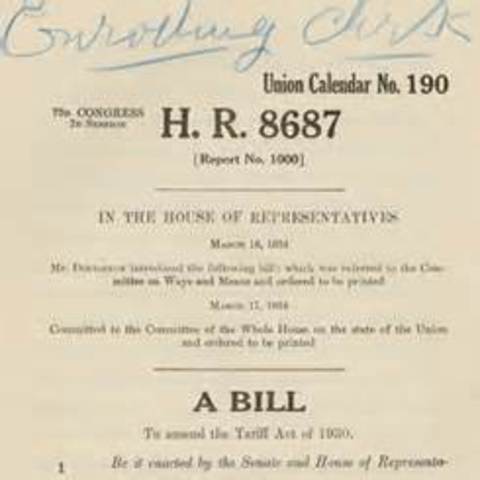 Enrolling Clerk
Union Calendar No. 190
73D CONGRESS
2D SESSION
H. R. 8687
[Report No. 1000]
IN THE HOUSE OF REPRESENTATIVES
MARCH 1934
Mr. DOUGHTON introduced the following bill; which was referred to the Com-
mittee on Ways and Means and ordered to be printed
MARCH 17, 1934
Committed to the Committee of the Whole House on the state of the Union
and ordered to be printed
A BILL
To amend the Tariff Act of 1930.
1 Be it enacted by the Senate and House of Representa-